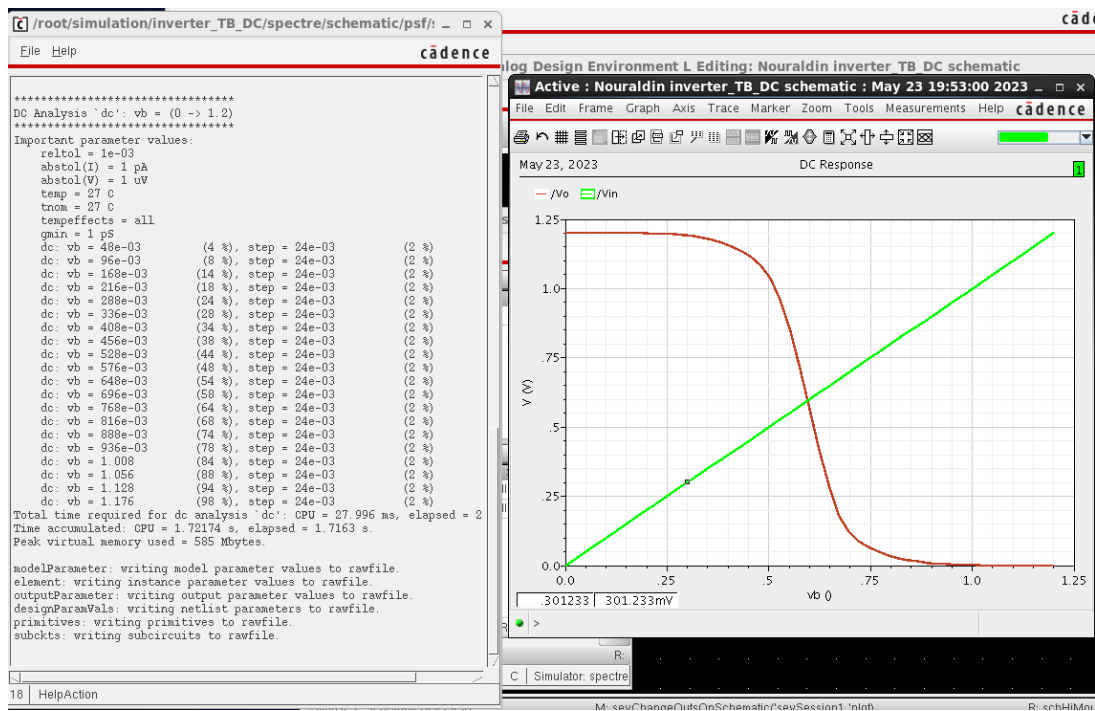 /root/simulation/inverter_TB_DC/spectre/schematic/psf/
File Help cādence
**********************************
DC Analysis `dc': vb = (0 -> 1.2)
**********************************
Important parameter values:
reltol = 1e-03
abstol(I) = 1 pA
abstol(V) = 1 uV
temp = 27 C
tnom = 27 C
tempeffects = all
gmin = 1 pS
dc: vb = 48e-03 (4 %), step = 24e-03 (2 %)
dc: vb = 96e-03 (8 %), step = 24e-03 (2 %)
dc: vb = 168e-03 (14 %), step = 24e-03 (2 %)
dc: vb = 216e-03 (18 %), step = 24e-03 (2 %)
dc: vb = 288e-03 (24 %), step = 24e-03 (2 %)
dc: vb = 336e-03 (28 %), step = 24e-03 (2 %)
dc: vb = 408e-03 (34 %), step = 24e-03 (2 %)
dc: vb = 456e-03 (38 %), step = 24e-03 (2 %)
dc: vb = 528e-03 (44 %), step = 24e-03 (2 %)
dc: vb = 576e-03 (48 %), step = 24e-03 (2 %)
dc: vb = 648e-03 (54 %), step = 24e-03 (2 %)
dc: vb = 696e-03 (58 %), step = 24e-03 (2 %)
dc: vb = 768e-03 (64 %), step = 24e-03 (2 %)
dc: vb = 816e-03 (68 %), step = 24e-03 (2 %)
dc: vb = 888e-03 (74 %), step = 24e-03 (2 %)
dc: vb = 936e-03 (78 %), step = 24e-03 (2 %)
dc: vb = 1.008 (84 %), step = 24e-03 (2 %)
dc: vb = 1.056 (88 %), step = 24e-03 (2 %)
dc: vb = 1.128 (94 %), step = 24e-03 (2 %)
dc: vb = 1.176 (98 %), step = 24e-03 (2 %)
Total time required for dc analysis `dc': CPU = 27.996 ms, elapsed = 2
Time accumulated: CPU = 1.72174 s, elapsed = 1.7163 s.
Peak virtual memory used = 585 Mbytes.
modelParameter: writing model parameter values to rawfile.
element: writing instance parameter values to rawfile.
outputParameter: writing output parameter values to rawfile.
designParamVals: writing netlist parameters to rawfile.
primitives: writing primitives to rawfile.
subckts: writing subcircuits to rawfile.
18 HelpAction
cāde
log Design Environment L Editing: Nouraldin inverter_TB_DC schematic
Active : Nouraldin inverter_TB_DC schematic : May 23 19:53:00 2023
File Edit Frame Graph Axis Trace Marker Zoom Tools Measurements Help cādence
May 23, 2023 DC Response 1
/Vo /Vin
1.25
1.0
.75
.5
.25
0.0
V (V)
0.0 .5 .75 1.0 1.25
vb ()
.301233 301.233mV
>
R:
C Simulator: spectre
M: sevChangeOutsOnSchematic('sevSession1 'plot) R: schHiMou